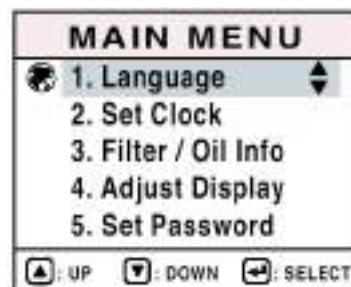 MAIN MENU
1. Language
2. Set Clock
3. Filter / Oil Info
4. Adjust Display
5. Set Password
: UP : DOWN : SELECT